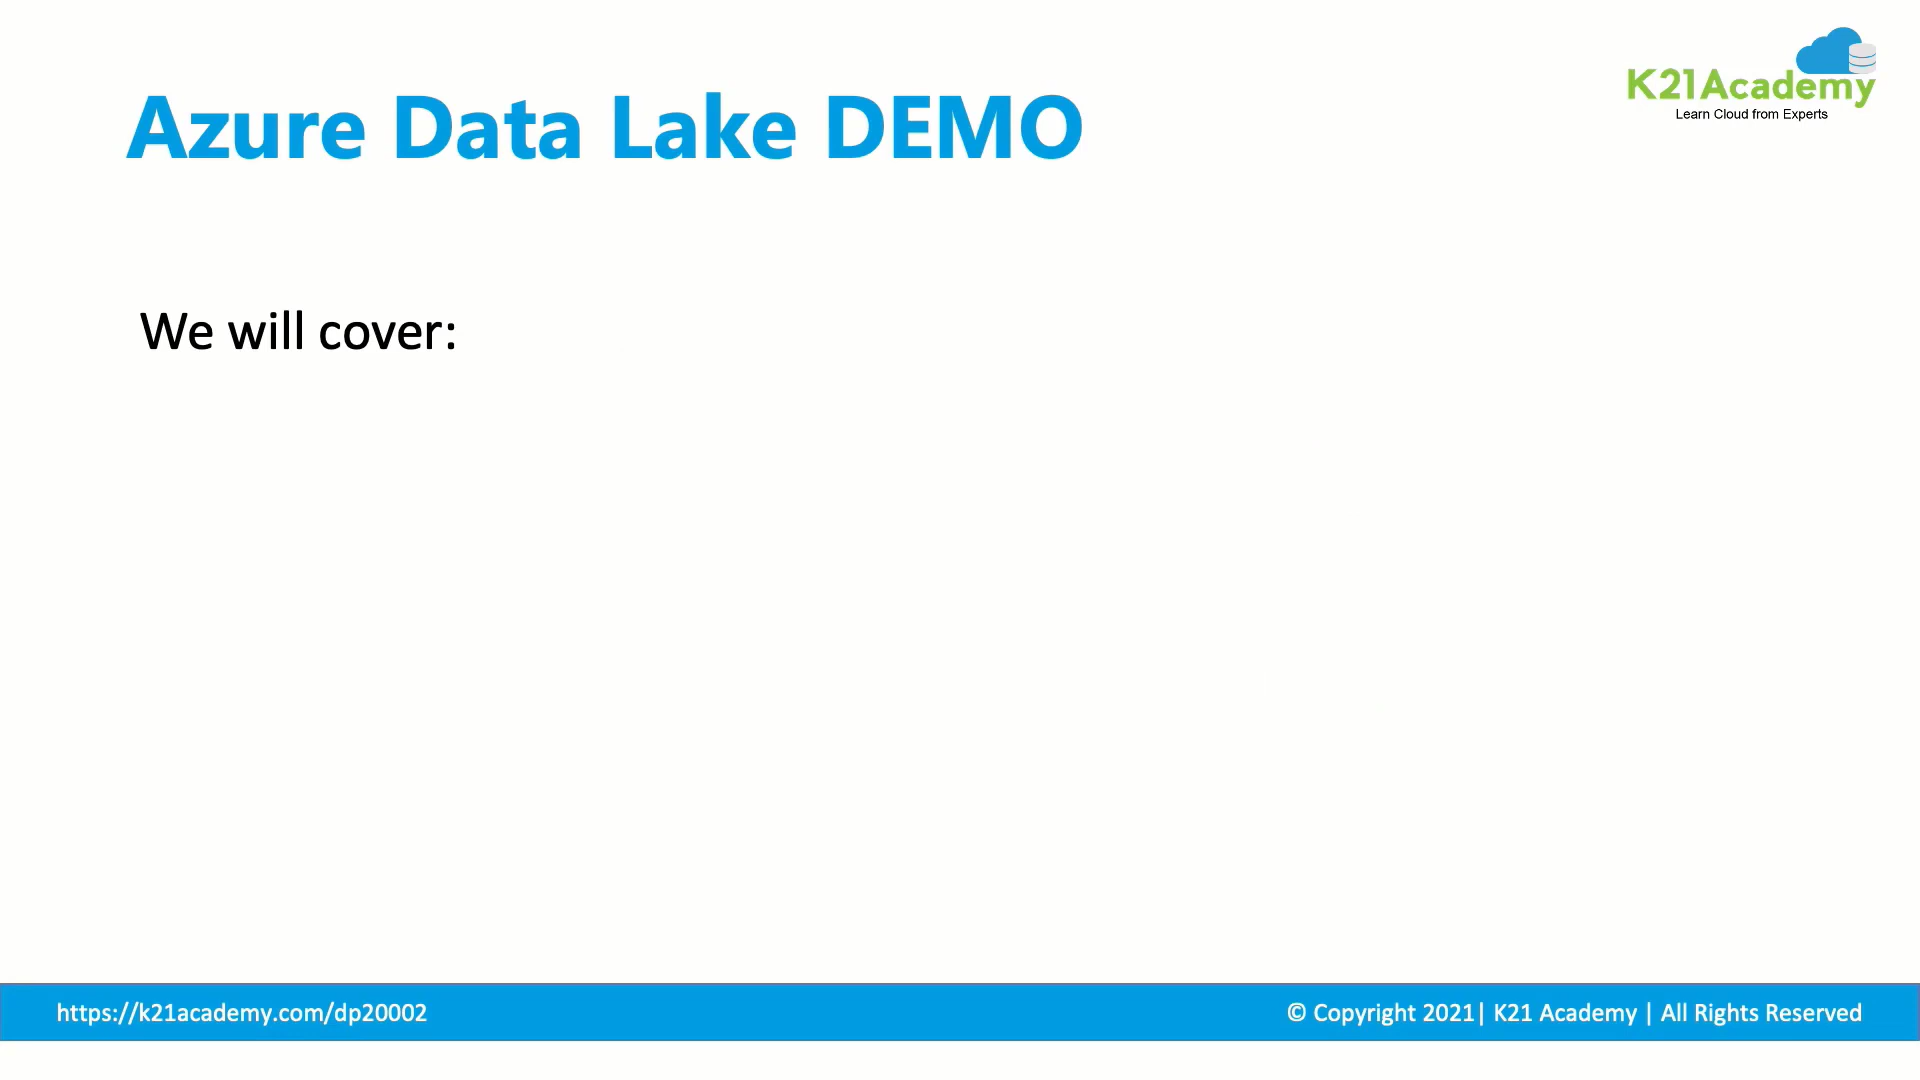 K21Academy
Learn Cloud from Experts
Azure Data Lake DEMO
We will cover:
https://k21academy.com/dp20002
© Copyright 2021| K21 Academy | All Rights Reserved